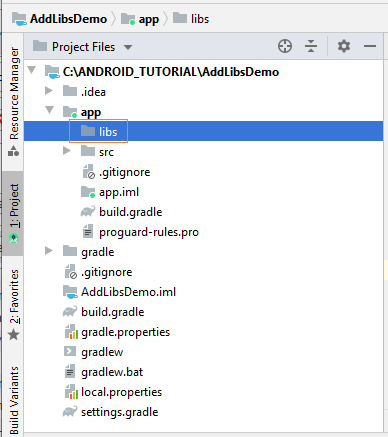 AddLibsDemo app libs
Project Files
C:\ANDROID_TUTORIAL\AddLibsDemo
.idea
app
libs
src
.gitignore
app.iml
build.gradle
proguard-rules.pro
gradle
.gitignore
AddLibsDemo.iml
build.gradle
gradle.properties
gradlew
gradlew.bat
local.properties
settings.gradle
Resource Manager
1: Project
2: Favorites
Build Variants